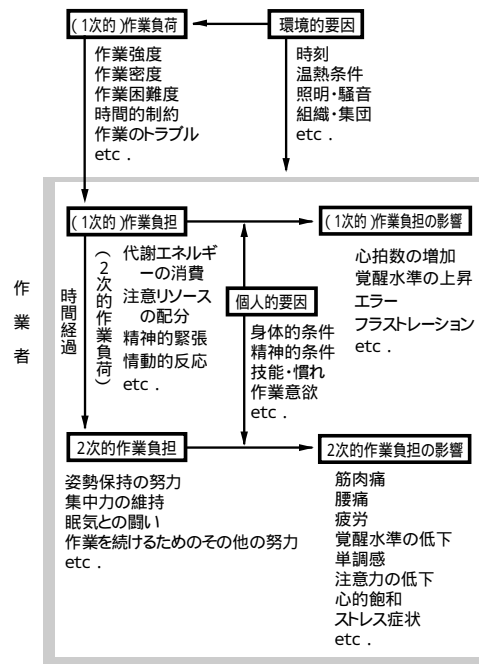 (1次的)作業負荷
環境的要因
作業強度
作業密度
作業困難度
時間的制約
作業のトラブル
etc .
時刻
温熱条件
照明・騒音
組織・集団
etc .
作業者
(1次的)作業負担
(1次的)作業負担の影響
時間経過
(2次的作業負荷)
代謝エネルギ
ーの消費
注意リソース
の配分
精神的緊張
情動的反応
etc .
個人的要因
身体的条件
精神的条件
技能・慣れ
作業意欲
etc .
心拍数の増加
覚醒水準の上昇
エラー
フラストレーション
etc .
2次的作業負担
2次的作業負担の影響
姿勢保持の努力
集中力の維持
眠気との闘い
作業を続けるためのその他の努力
etc .
筋肉痛
腰痛
疲労
覚醒水準の低下
単調感
注意力の低下
心的飽和
ストレス症状
etc .